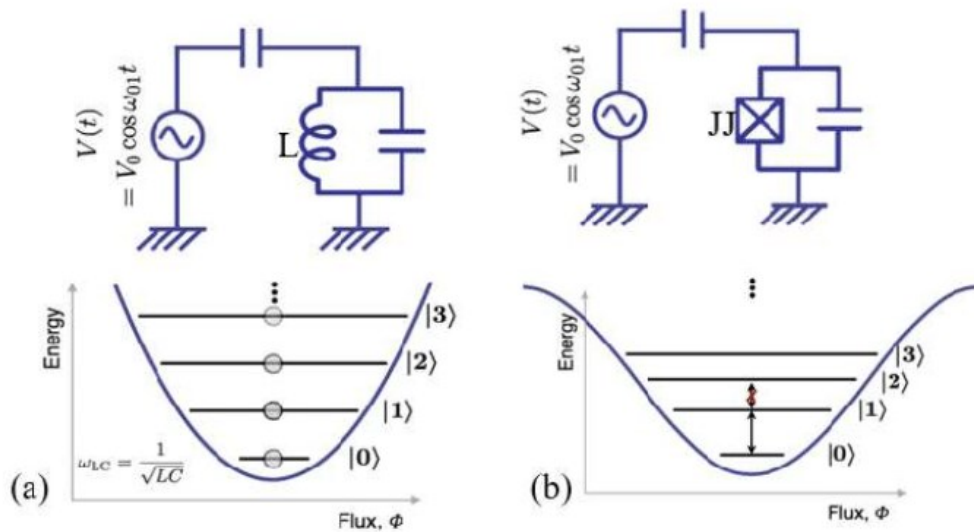 V(t)
= V₀ cos ω₀₁t
L
V(t)
= V₀ cos ω₀₁t
JJ
Energy
|3⟩
|2⟩
|1⟩
|0⟩
ω_LC = 1/√LC
(a)
Flux, Φ
Energy
|3⟩
|2⟩
|1⟩
|0⟩
(b)
Flux, Φ